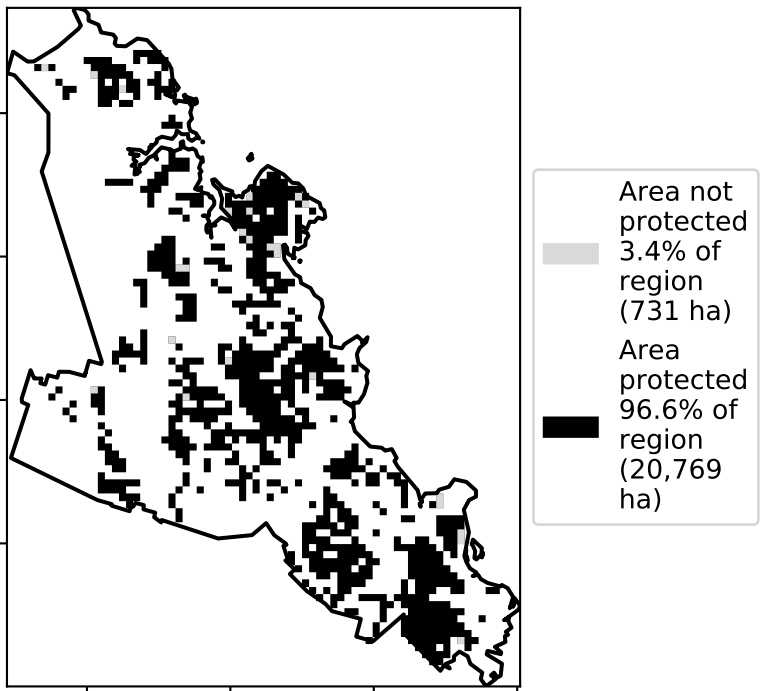 Area not
protected
3.4% of
region
(731 ha)
Area
protected
96.6% of
region
(20,769
ha)